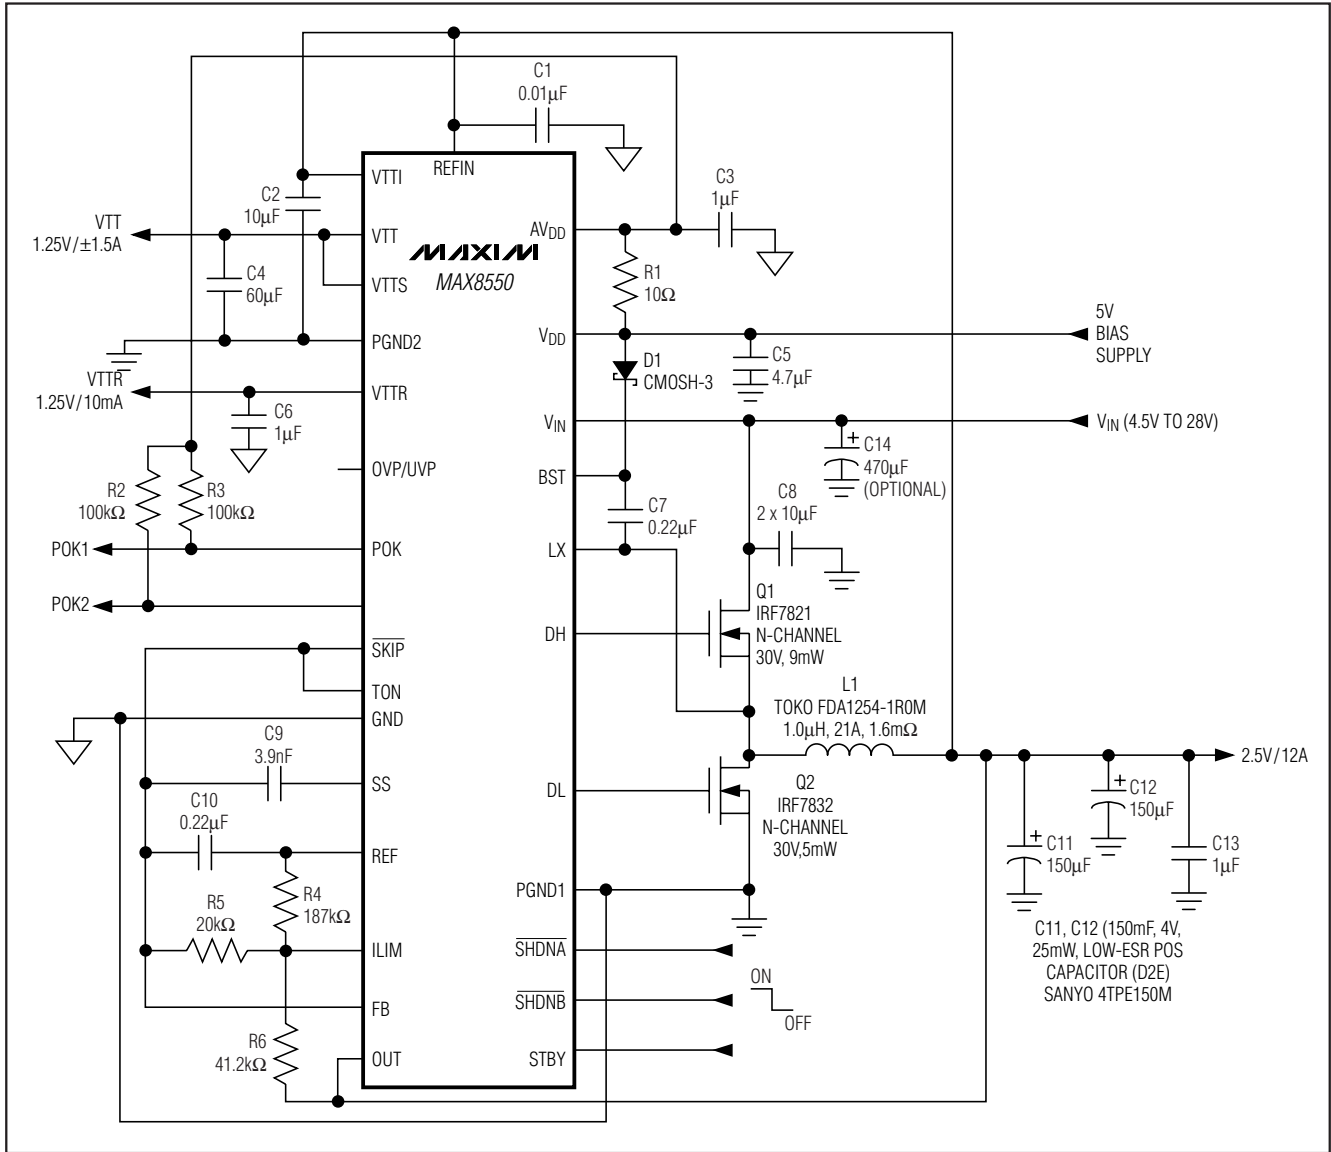 C1
0.01µF
REFIN
VTTI
C2
10µF
C3
1µF
VTT
1.25V/±1.5A
VTT
AVDD
MAXIM
MAX8550
VTTS
C4
60µF
R1
10Ω
PGND2
VDD
5V
BIAS
SUPPLY
D1
CMOSH-3
C5
4.7µF
VTTR
1.25V/10mA
VTTR
C6
1µF
VIN
VIN (4.5V TO 28V)
+
C14
470µF
(OPTIONAL)
OVP/UVP
BST
R2
100kΩ
R3
100kΩ
C7
0.22µF
C8
2 x 10µF
POK1
POK
LX
POK2
Q1
IRF7821
N-CHANNEL
30V, 9mW
DH
SKIP
TON
GND
L1
TOKO FDA1254-1R0M
1.0µH, 21A, 1.6mΩ
C9
3.9nF
SS
2.5V/12A
DL
Q2
IRF7832
N-CHANNEL
30V,5mW
+
C12
150µF
C10
0.22µF
REF
+
C11
150µF
C13
1µF
R4
187kΩ
R5
20kΩ
PGND1
ILIM
SHDNA
C11, C12 (150mF, 4V,
25mW, LOW-ESR POS
CAPACITOR (D2E)
SANYO 4TPE150M
FB
SHDNB
ON
OFF
R6
41.2kΩ
OUT
STBY